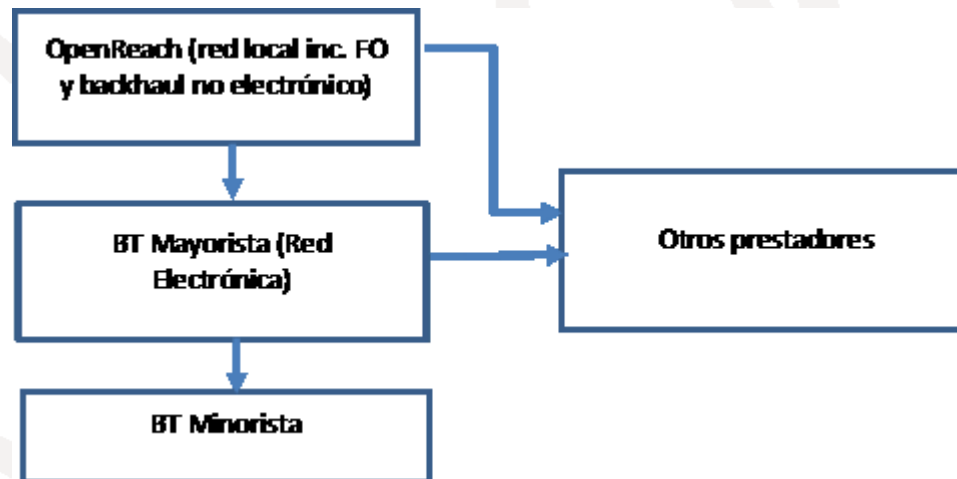 OpenReach (red local inc. FO
y backhaul no electrónico)
BT Mayorista (Red
Electrónica)
Otros prestadores
BT Minorista